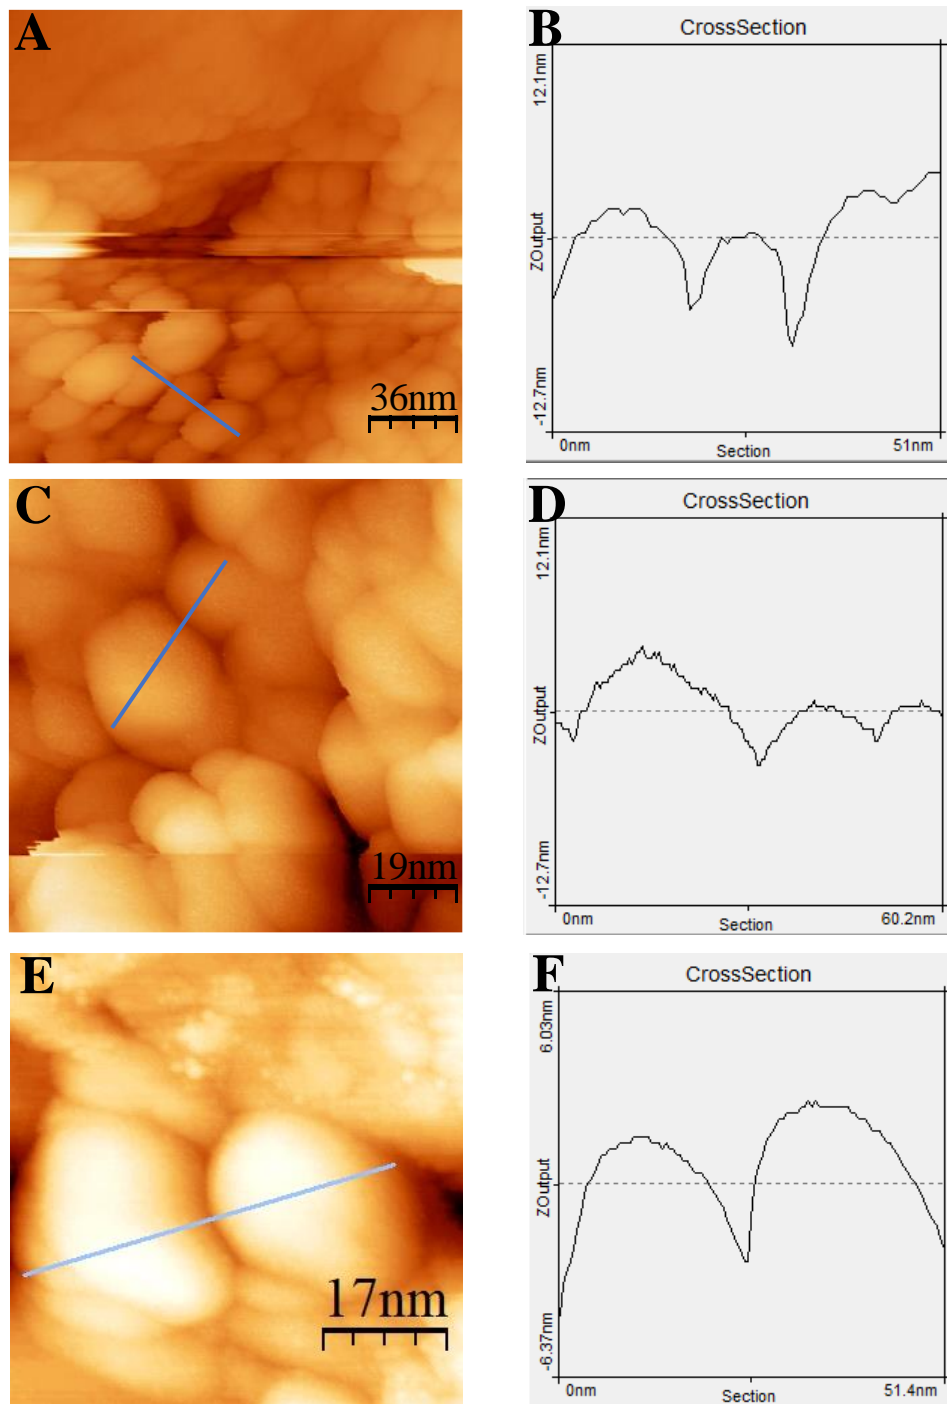 A
36nm
B
CrossSection
12.1nm
ZOutput
-12.7nm
0nm
Section
51nm
C
19nm
D
CrossSection
12.1nm
ZOutput
-12.7nm
0nm
Section
60.2nm
E
17nm
F
CrossSection
6.03nm
ZOutput
-6.37nm
0nm
Section
51.4nm